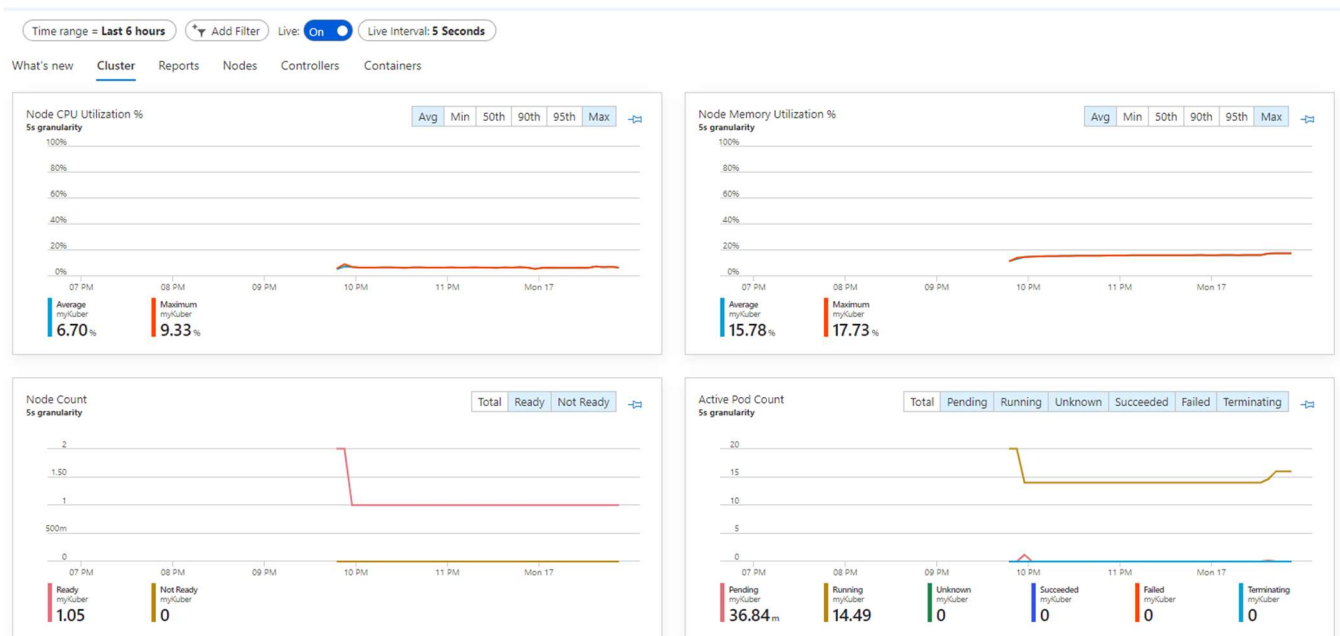 Time range = Last 6 hours Add Filter Live: On Live Interval: 5 Seconds
What's new Cluster Reports Nodes Controllers Containers
Node CPU Utilization %
5s granularity
Avg Min 50th 90th 95th Max
100%
80%
60%
40%
20%
0%
07 PM 08 PM 09 PM 10 PM 11 PM Mon 17
Average Maximum
myKuber myKuber
6.70 % 9.33 %
Node Memory Utilization %
5s granularity
Avg Min 50th 90th 95th Max
100%
80%
60%
40%
20%
0%
07 PM 08 PM 09 PM 10 PM 11 PM Mon 17
Average Maximum
myKuber myKuber
15.78 % 17.73 %
Node Count
5s granularity
Total Ready Not Ready
2
1.50
1
500m
0
07 PM 08 PM 09 PM 10 PM 11 PM Mon 17
Ready Not Ready
myKuber myKuber
1.05 0
Active Pod Count
5s granularity
Total Pending Running Unknown Succeeded Failed Terminating
20
15
10
5
0
07 PM 08 PM 09 PM 10 PM 11 PM Mon 17
Pending Running Unknown Succeeded Failed Terminating
myKuber myKuber myKuber myKuber myKuber myKuber
36.84 m 14.49 0 0 0 0